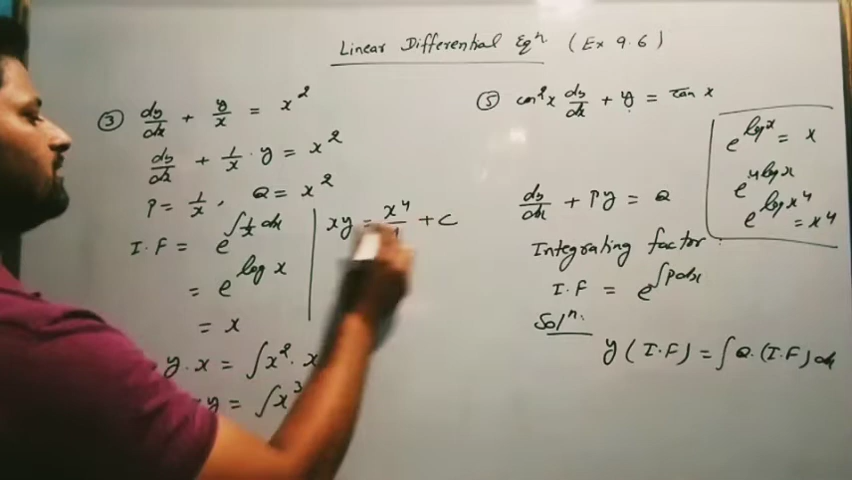 Linear Differential Eqⁿ (Ex 9.6)
③ dy/dx + y/x = x²
dy/dx + 1/x · y = x²
P = 1/x, Q = x²
I.F = e^∫1/x dx
= e^log x
= x
y.x = ∫x² · x
y = ∫x³
xy = x⁴/4 + C
⑤ cos²x dy/dx + y = tan x
dy/dx + Py = Q
Integrating factor
I.F = e^∫Pdx
Solⁿ.
y (I.F) = ∫Q.(I.F) dx
e^log x = x
e^4log x
e^log x⁴ = x⁴